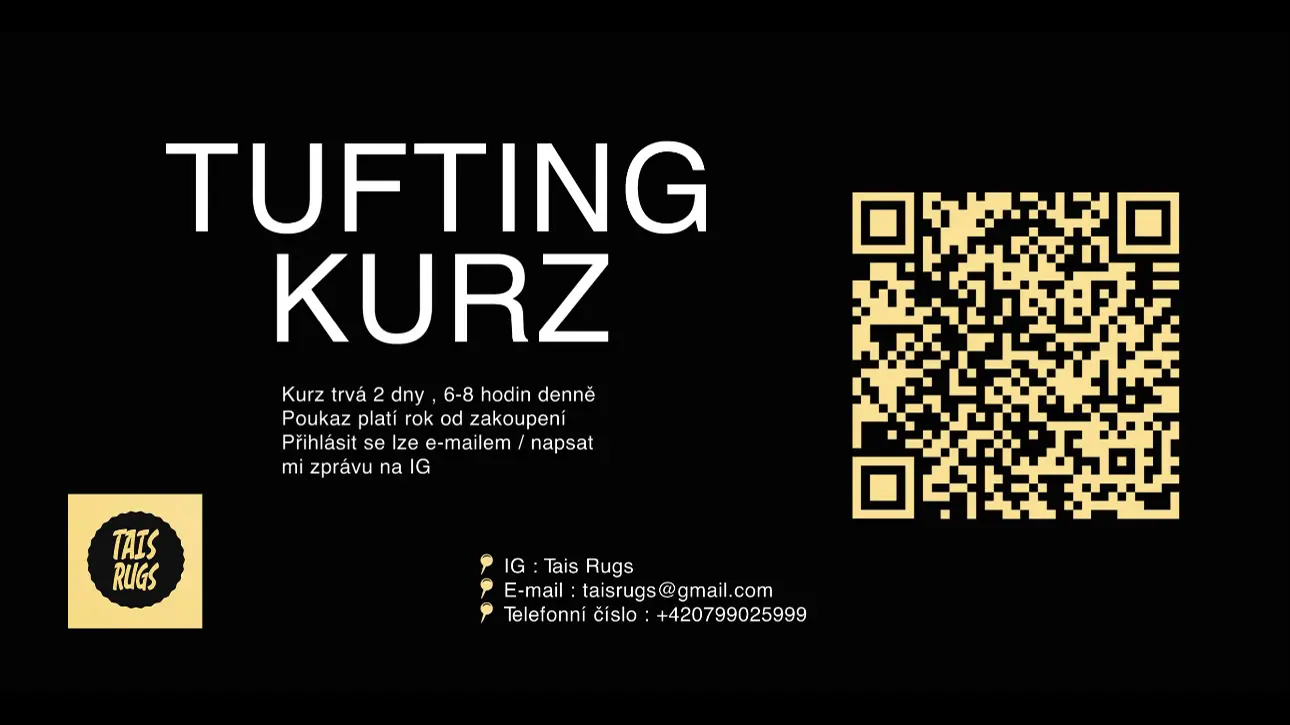 TUFTING
KURZ
Kurz trvá 2 dny , 6-8 hodin denně
Poukaz platí rok od zakoupení
Přihlásit se lze e-mailem / napsat
mi zprávu na IG
TAIS
RUGS
IG : Tais Rugs
E-mail : taisrugs@gmail.com
Telefonní číslo : +420799025999